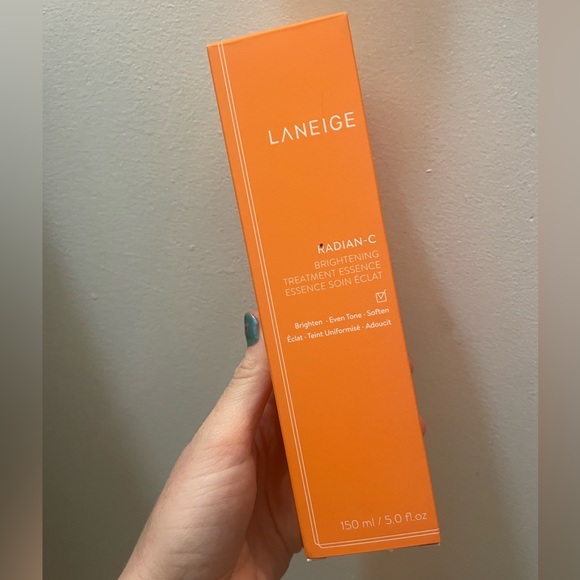 LANEIGE
RADIAN-C
BRIGHTENING
TREATMENT ESSENCE
ESSENCE SOIN ÉCLAT
Brighten · Even Tone · Soften
Éclat · Teint Uniformisé · Adoucit
150 ml / 5.0 fl.oz